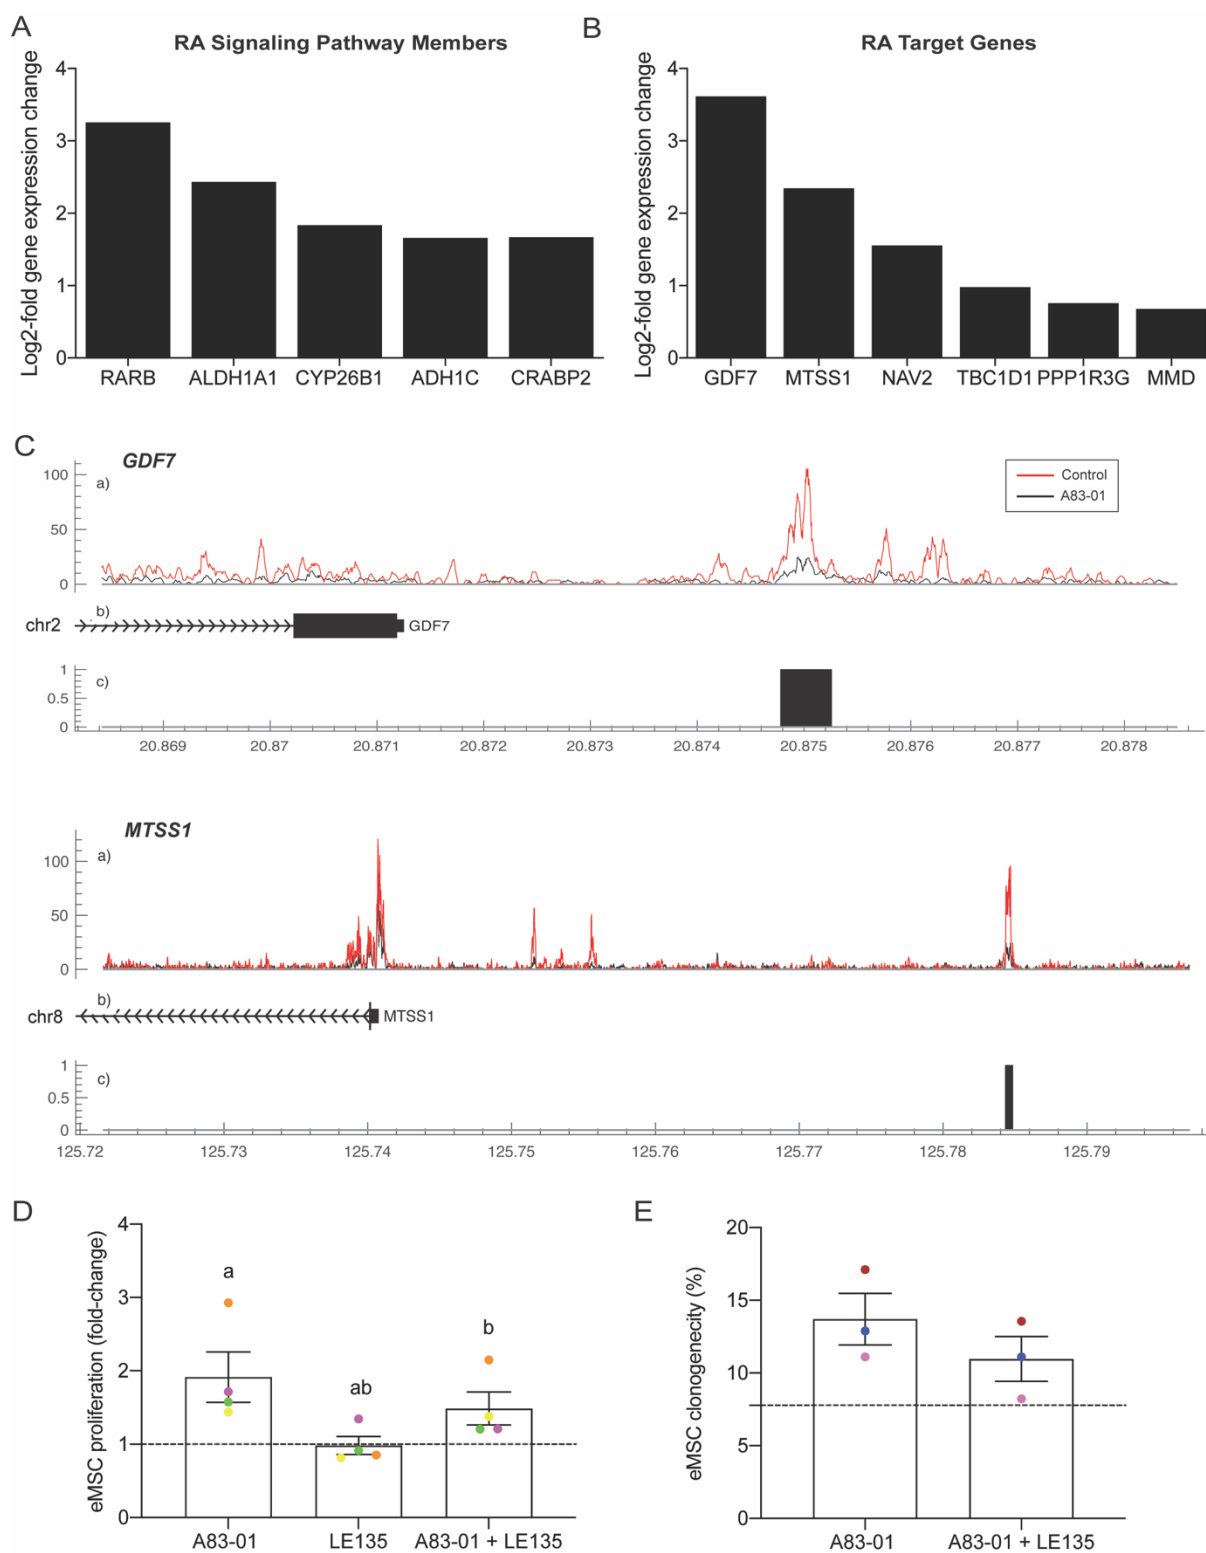 A
RA Signaling Pathway Members
Log2-fold gene expression change
4
3
2
1
0
RARB ALDH1A1 CYP26B1 ADH1C CRABP2
B
RA Target Genes
Log2-fold gene expression change
4
3
2
1
0
GDF7 MTSS1 NAV2 TBC1D1 PPP1R3G MMD
C
GDF7
a)
100
50
0
Control
A83-01
b)
chr2
GDF7
c)
1
0.5
0
20.869 20.87 20.871 20.872 20.873 20.874 20.875 20.876 20.877 20.878
MTSS1
a)
100
50
0
b)
chr8
MTSS1
c)
1
0.5
0
125.72 125.73 125.74 125.75 125.76 125.77 125.78 125.79
D
eMSC proliferation (fold-change)
4
3
2
1
0
a
ab
b
A83-01 LE135 A83-01 + LE135
E
eMSC clonogenecity (%)
20
15
10
5
0
A83-01 A83-01 + LE135